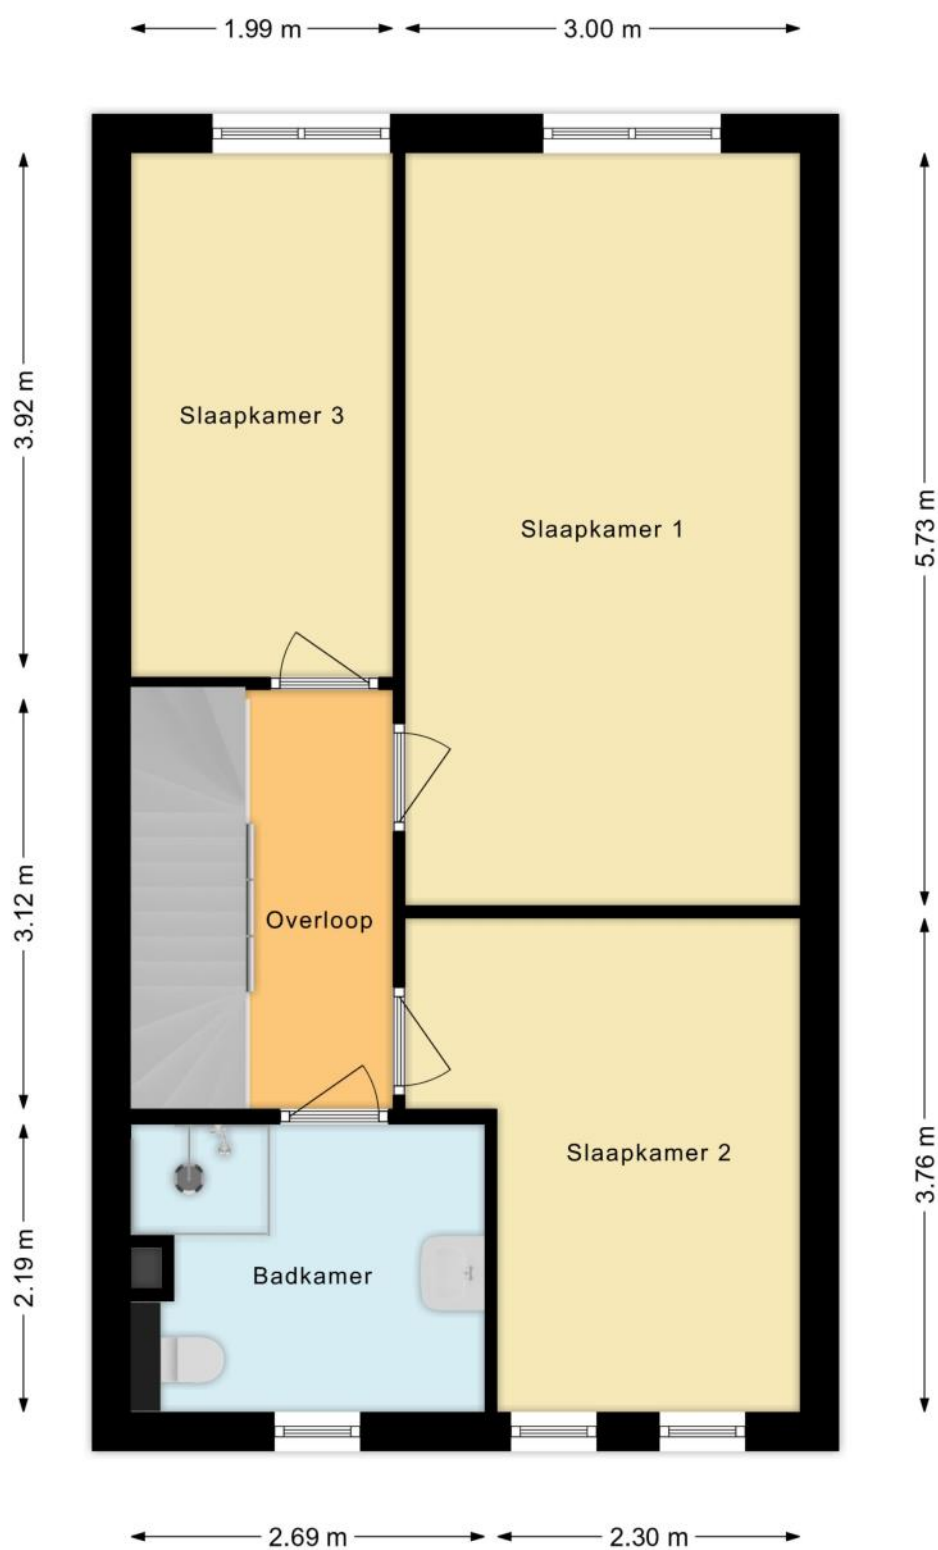 1.99 m
3.00 m
3.92 m
Slaapkamer 3
5.73 m
Slaapkamer 1
3.12 m
Overloop
Slaapkamer 2
3.76 m
2.19 m
Badkamer
2.69 m
2.30 m